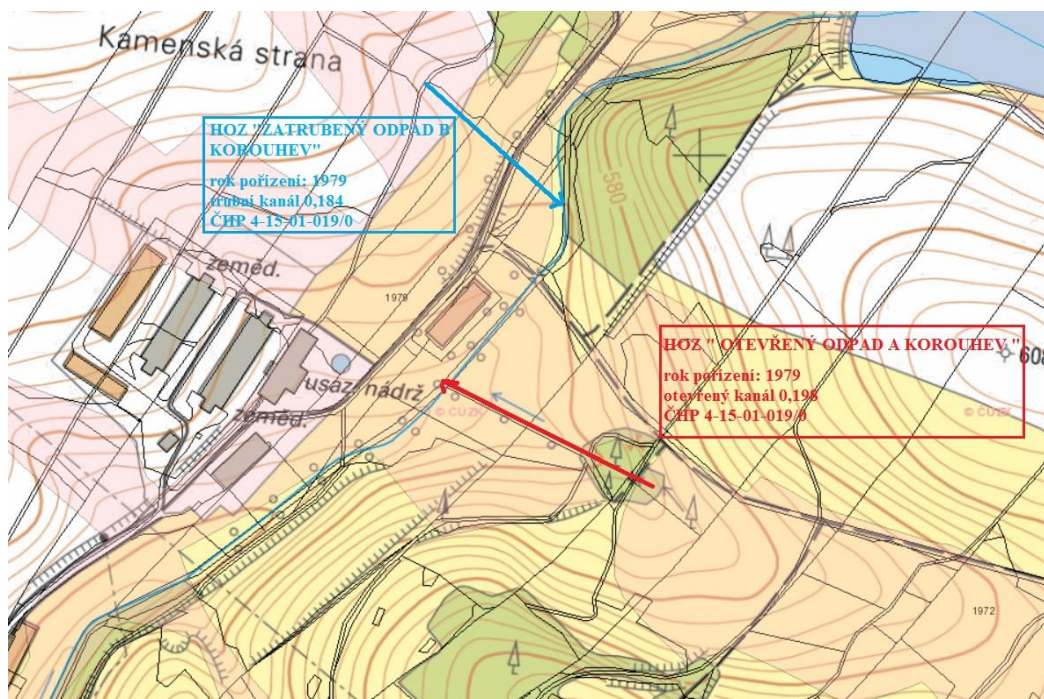 Kamenská strana
HOZ "ZATRUBENÝ ODPAD B
KOROUHEV"
rok pořízení: 1979
trubní kanál 0,184
ČHP 4-15-01-019/0
580
zeměd.
1979
HOZ " OTEVŘENÝ ODPAD A KOROUHEV "
608
rok pořízení: 1979
otevřený kanál 0,198
ČHP 4-15-01-019/0
usaz. nádrž
zeměd.
© ČÚZK
© ČÚZK
1972